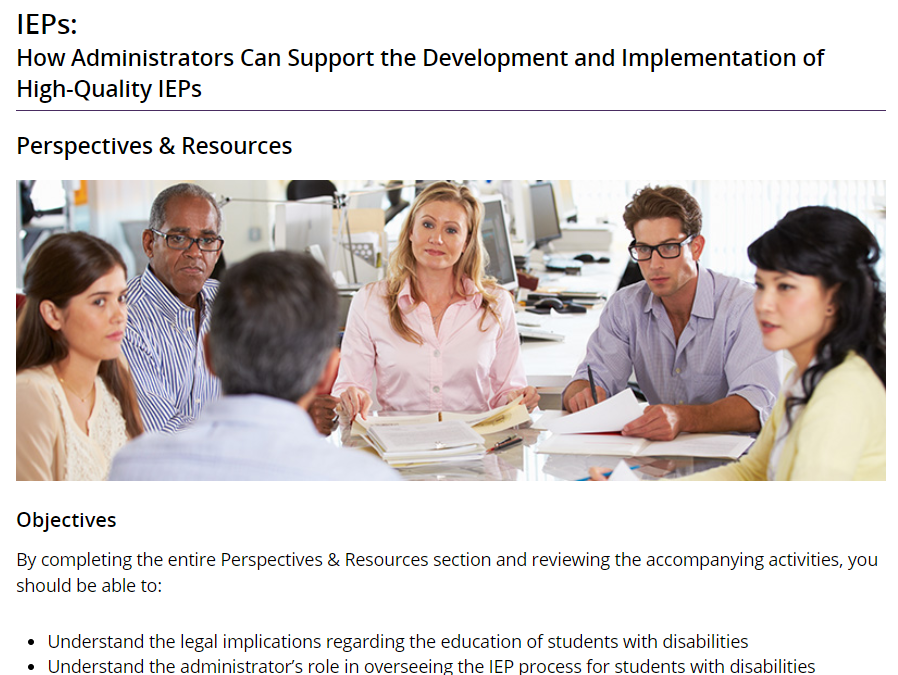 IEPs:
How Administrators Can Support the Development and Implementation of
High-Quality IEPs
Perspectives & Resources
Objectives
By completing the entire Perspectives & Resources section and reviewing the accompanying activities, you
should be able to:
• Understand the legal implications regarding the education of students with disabilities
• Understand the administrator’s role in overseeing the IEP process for students with disabilities